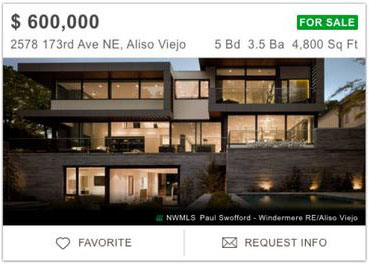 $ 600,000 FOR SALE
2578 173rd Ave NE, Aliso Viejo 5 Bd 3.5 Ba 4,800 Sq Ft
NWMLS Paul Swofford - Windermere RE/Aliso Viejo
FAVORITE REQUEST INFO